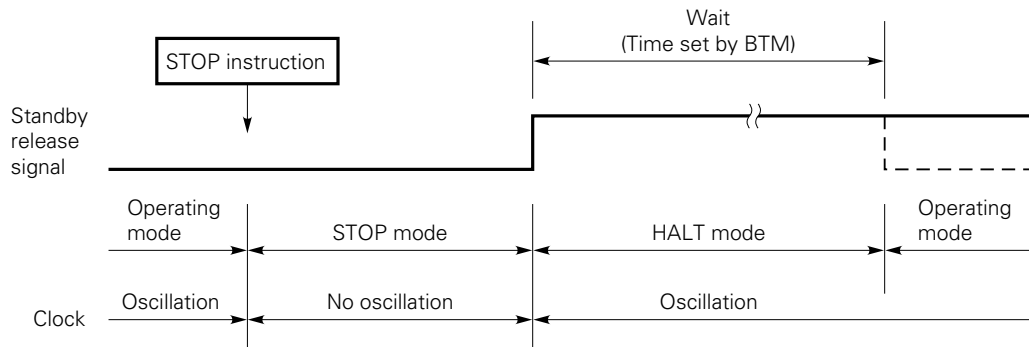 Wait
(Time set by BTM)
STOP instruction
Standby
release
signal
Operating
mode
STOP mode
HALT mode
Operating
mode
Clock
Oscillation
No oscillation
Oscillation